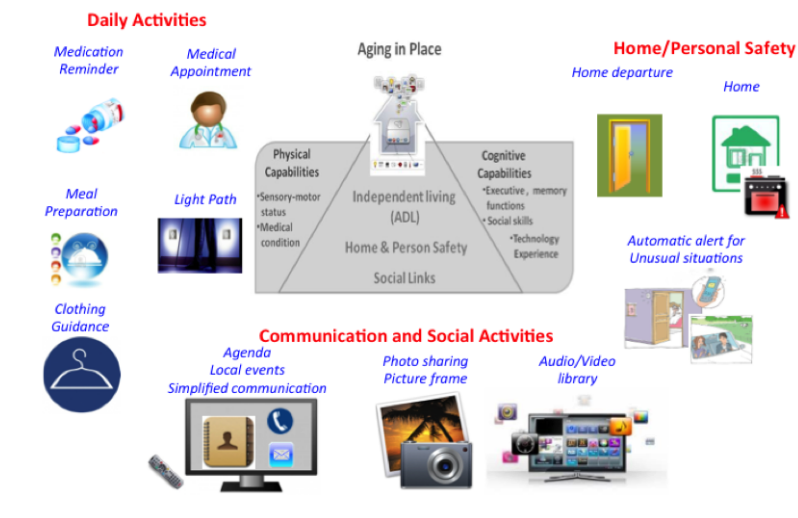 Daily Activities
Medication
Reminder
Medical
Appointment
Meal
Preparation
Light Path
Clothing
Guidance
Aging in Place
Physical
Capabilities
•Sensory-motor
status
•Medical
condition
Independent living
(ADL)
Home & Person Safety
Social Links
Cognitive
Capabilities
•Executive, memory
functions
•Social skills
•Technology
Experience
Home/Personal Safety
Home departure
Home
Automatic alert for
Unusual situations
Communication and Social Activities
Agenda
Local events
Simplified communication
Photo sharing
Picture frame
Audio/Video
library